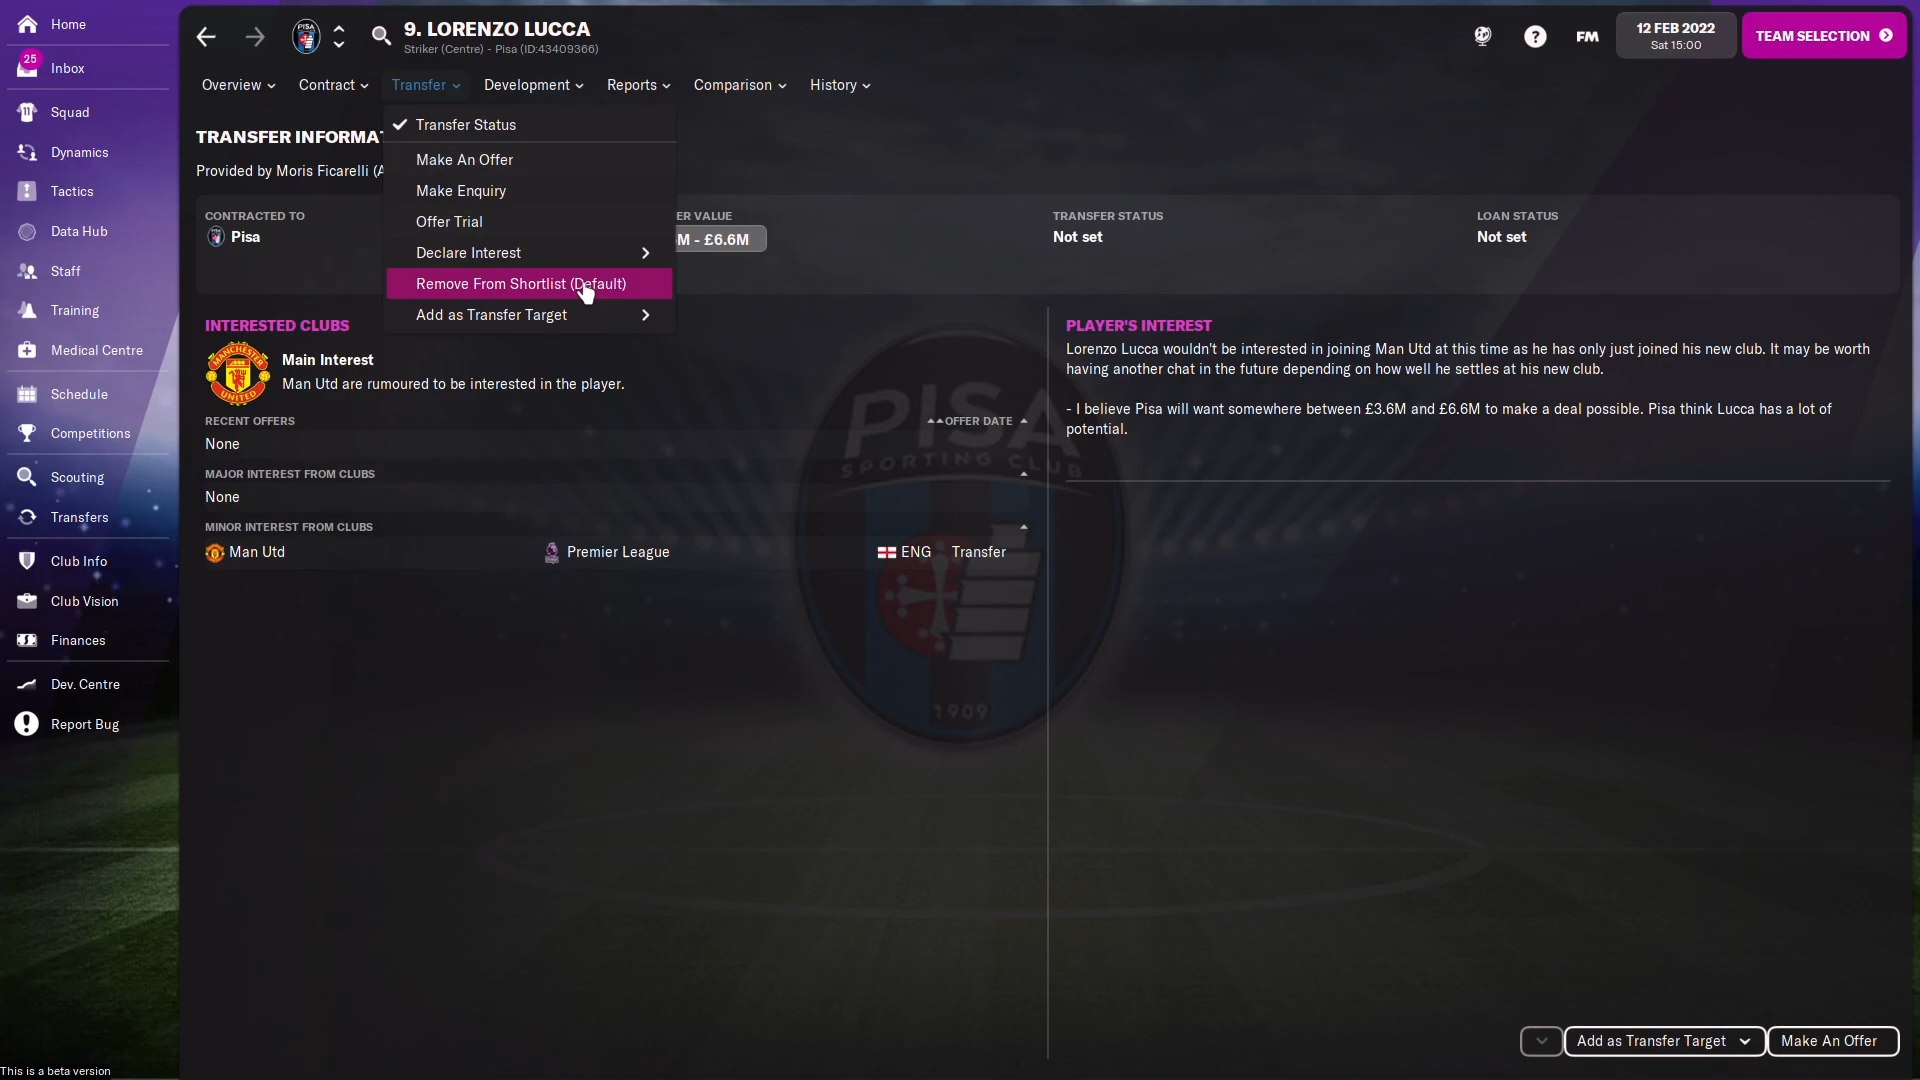 Home
25
Inbox
Squad
Dynamics
Tactics
Data Hub
Staff
Training
Medical Centre
Schedule
Competitions
Scouting
Transfers
Club Info
Club Vision
Finances
Dev. Centre
Report Bug
This is a beta version
9. LORENZO LUCCA
Striker (Centre) - Pisa (ID:43409366)
FM
12 FEB 2022
Sat 15:00
TEAM SELECTION
Overview
Contract
Transfer
Development
Reports
Comparison
History
Transfer Status
Make An Offer
Make Enquiry
Offer Trial
Declare Interest
Remove From Shortlist (Default)
Add as Transfer Target
TRANSFER INFORMAT
Provided by Moris Ficarelli (A
CONTRACTED TO
Pisa
ER VALUE
M - £6.6M
TRANSFER STATUS
Not set
LOAN STATUS
Not set
INTERESTED CLUBS
MANCHESTER
UNITED
Main Interest
Man Utd are rumoured to be interested in the player.
RECENT OFFERS
OFFER DATE
None
MAJOR INTEREST FROM CLUBS
None
MINOR INTEREST FROM CLUBS
Man Utd
Premier League
ENG
Transfer
PLAYER'S INTEREST
Lorenzo Lucca wouldn't be interested in joining Man Utd at this time as he has only just joined his new club. It may be worth
having another chat in the future depending on how well he settles at his new club.
- I believe Pisa will want somewhere between £3.6M and £6.6M to make a deal possible. Pisa think Lucca has a lot of
potential.
PISA
SPORTING CLUB
1909
Add as Transfer Target
Make An Offer